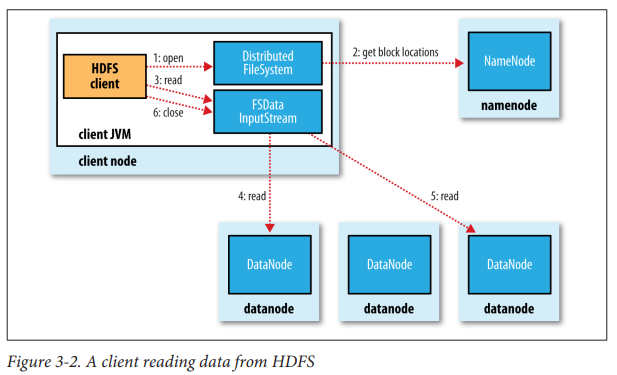 HDFS
client
1: open
3: read
6: close
Distributed
FileSystem
FSData
InputStream
client JVM
client node
2: get block locations
NameNode
namenode
4: read
5: read
DataNode
datanode
DataNode
datanode
DataNode
datanode
Figure 3-2. A client reading data from HDFS